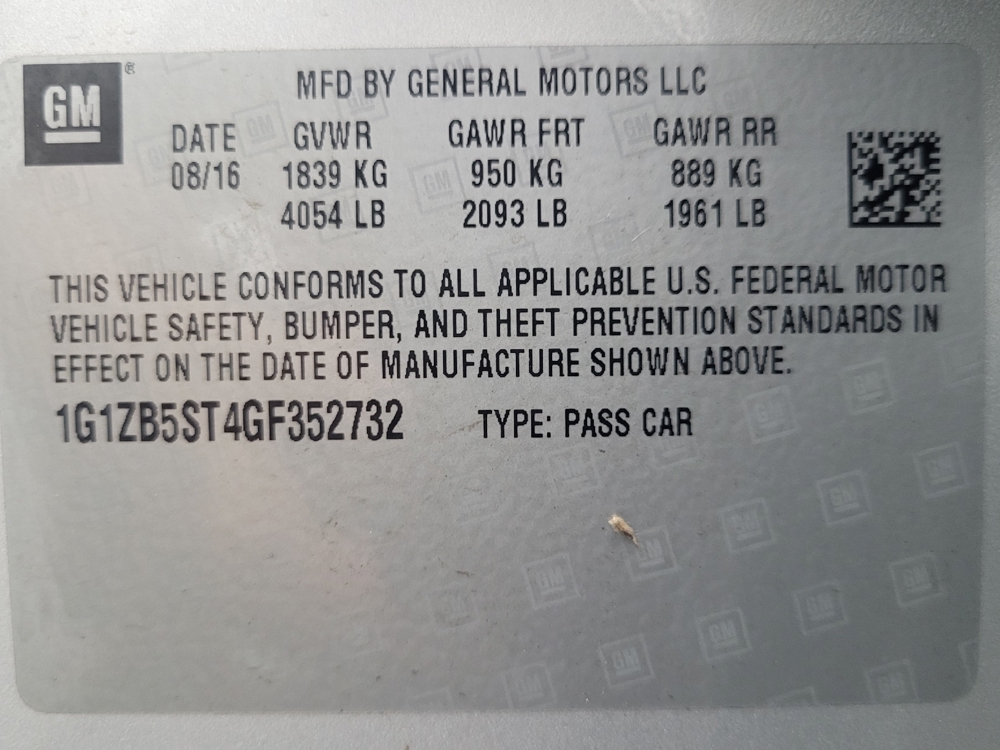 GM ®
MFD BY GENERAL MOTORS LLC
DATE GVWR GAWR FRT GAWR RR
08/16 1839 KG 950 KG 889 KG
4054 LB 2093 LB 1961 LB
THIS VEHICLE CONFORMS TO ALL APPLICABLE U.S. FEDERAL MOTOR
VEHICLE SAFETY, BUMPER, AND THEFT PREVENTION STANDARDS IN
EFFECT ON THE DATE OF MANUFACTURE SHOWN ABOVE.
1G1ZB5ST4GF352732 TYPE: PASS CAR